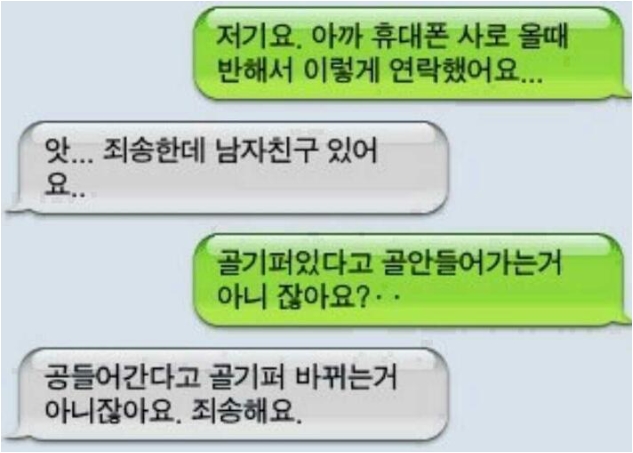 저기요. 아까 휴대폰 사로 올때
반해서 이렇게 연락했어요...
앗... 죄송한데 남자친구 있어
요..
골기퍼있다고 골안들어가는거
아니 잖아요?··
공들어간다고 골기퍼 바뀌는거
아니잖아요. 죄송해요.